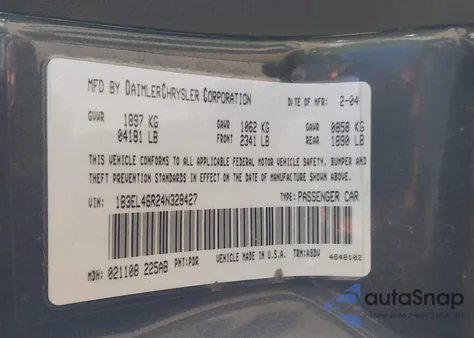 MFD BY DAIMLERCHRYSLER CORPORATION DATE OF MFR: 2-04
GVWR 1897 KG GAWR 1062 KG GAWR 0858 KG
04181 LB FRONT 2341 LB REAR 1890 LB
THIS VEHICLE CONFORMS TO ALL APPLICABLE FEDERAL MOTOR VEHICLE SAFETY, BUMPER AND
THEFT PREVENTION STANDARDS IN EFFECT ON THE DATE OF MANUFACTURE SHOWN ABOVE.
VIN: 1B3EL46R24N328427 TYPE: PASSENGER CAR
MDH: 021108 225AB PNT: PDR VEHICLE MADE IN U.S.A. TRM: A8DV 4648102
autoSnap